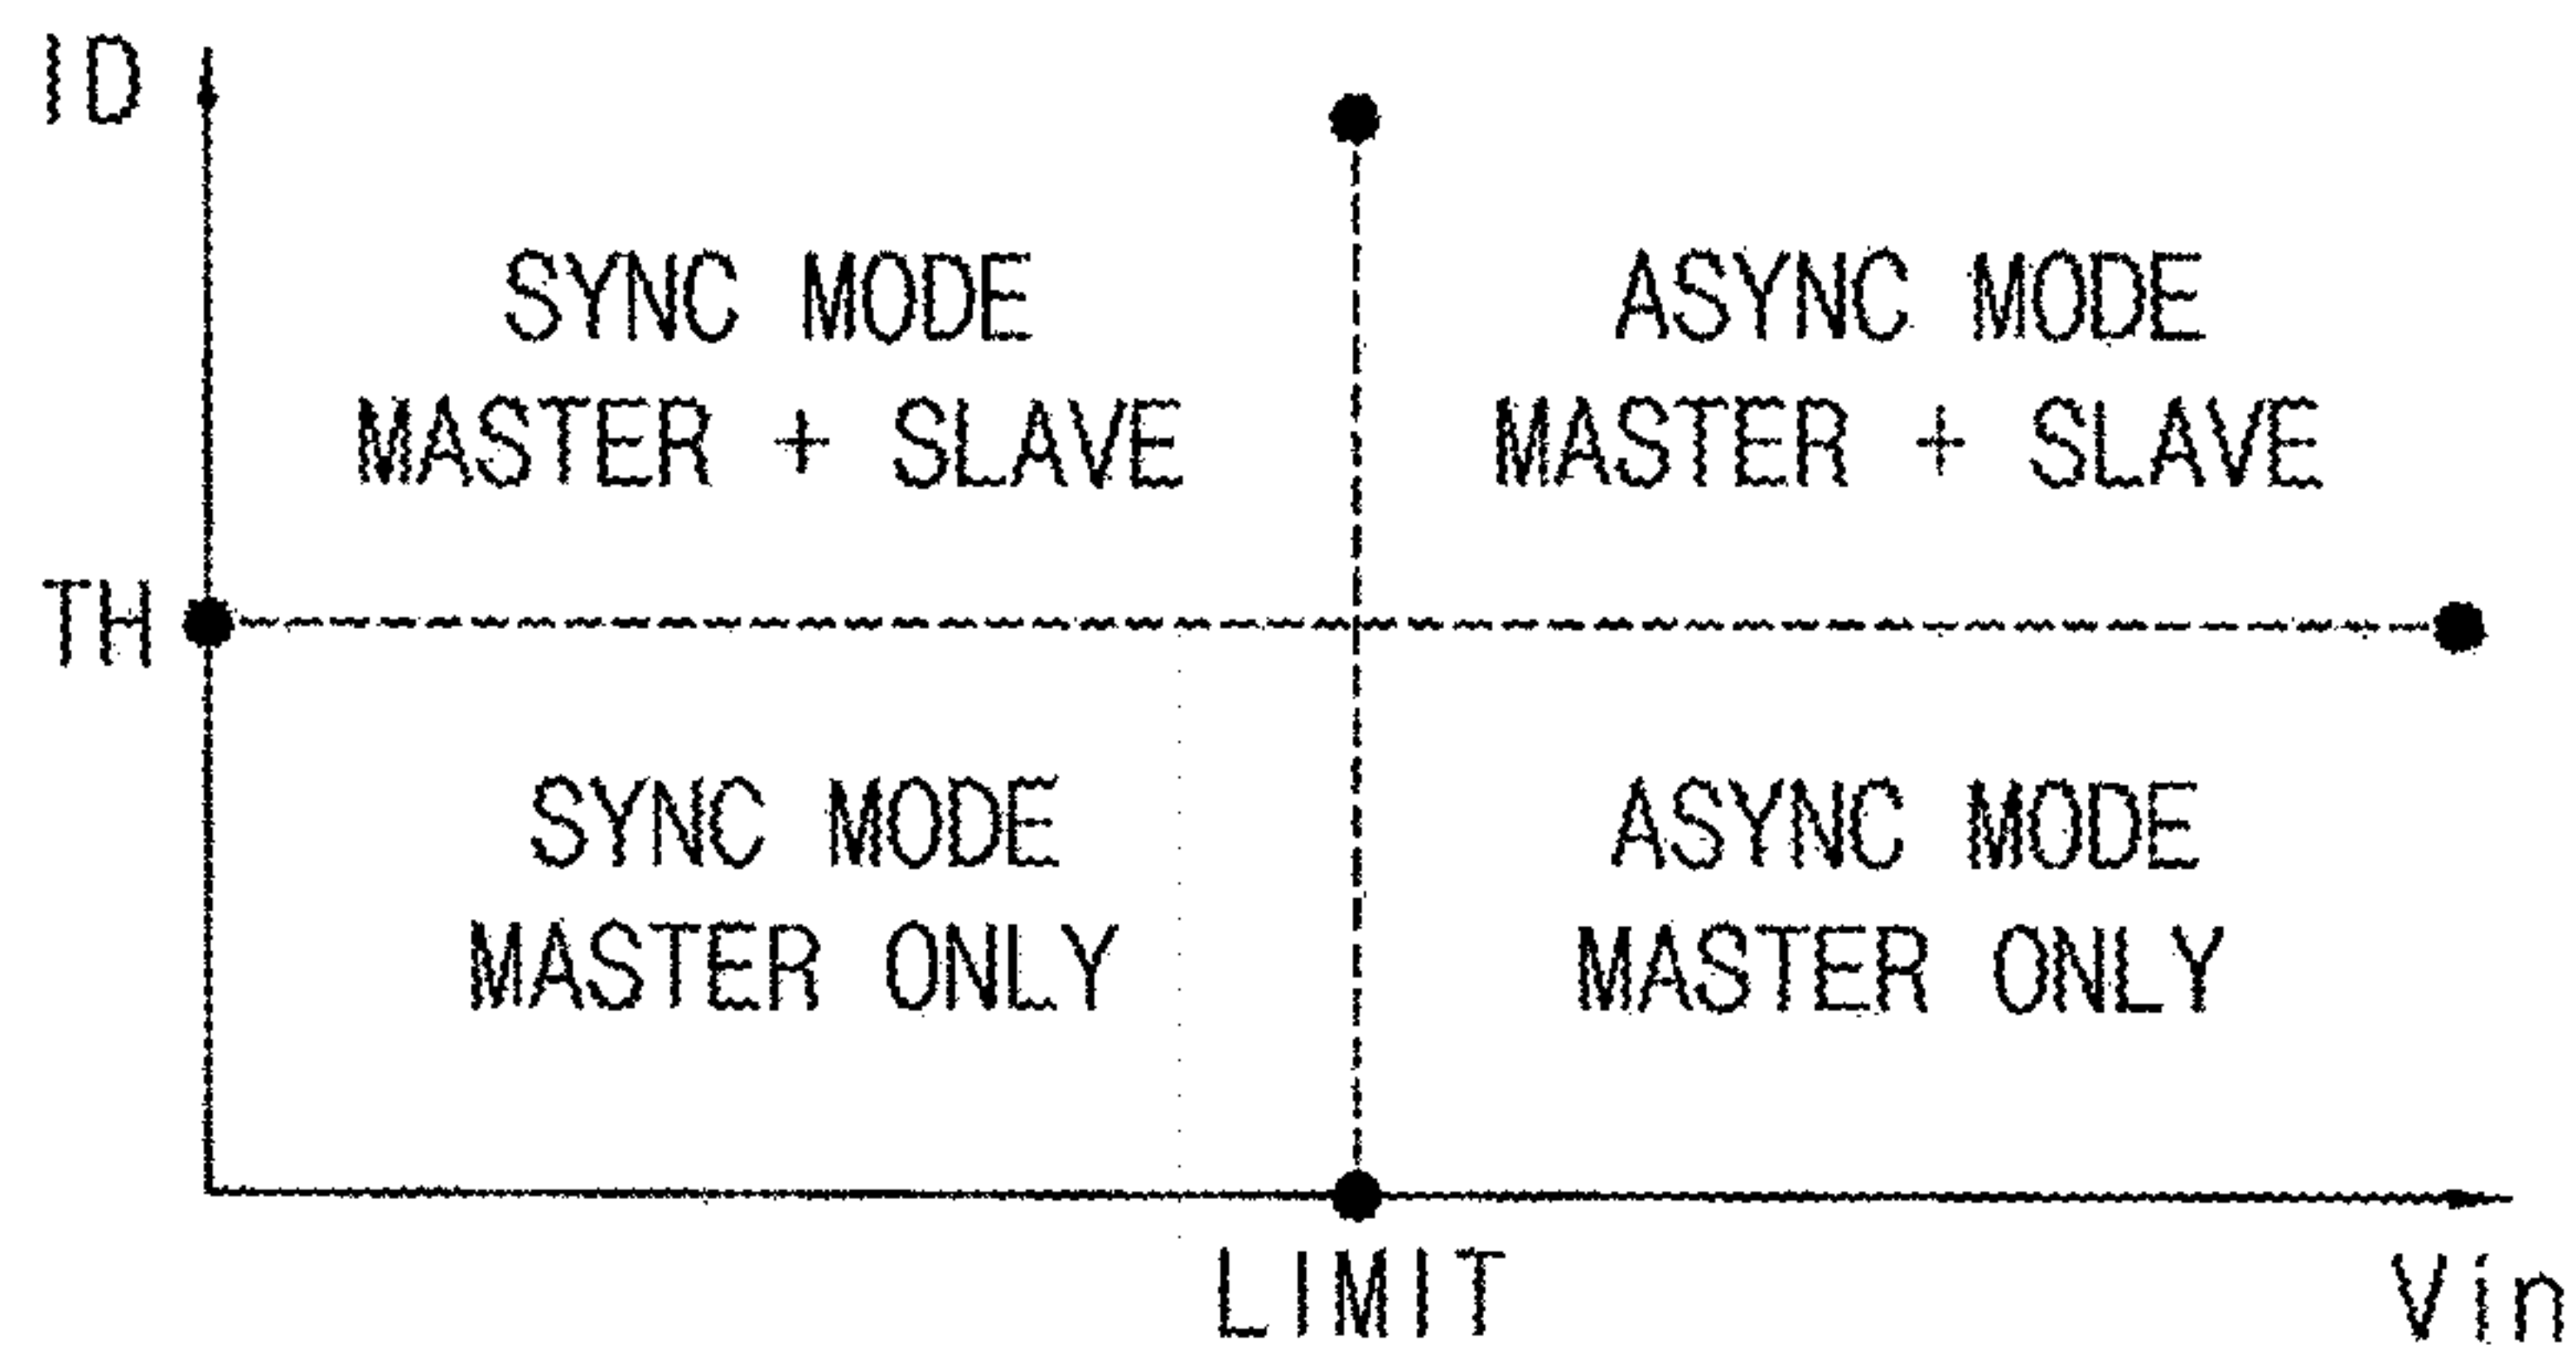 ID
SYNC MODE
MASTER + SLAVE
ASYNC MODE
MASTER + SLAVE
TH
SYNC MODE
MASTER ONLY
ASYNC MODE
MASTER ONLY
LIMIT
Vin